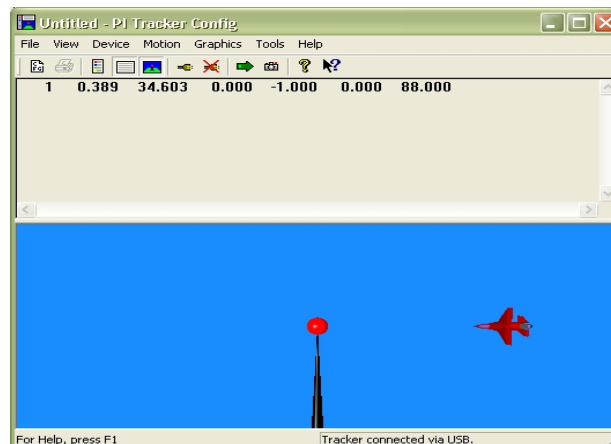 Untitled - PI Tracker Config
File View Device Motion Graphics Tools Help
1 0.389 34.603 0.000 -1.000 0.000 88.000
For Help, press F1 Tracker connected via USB.